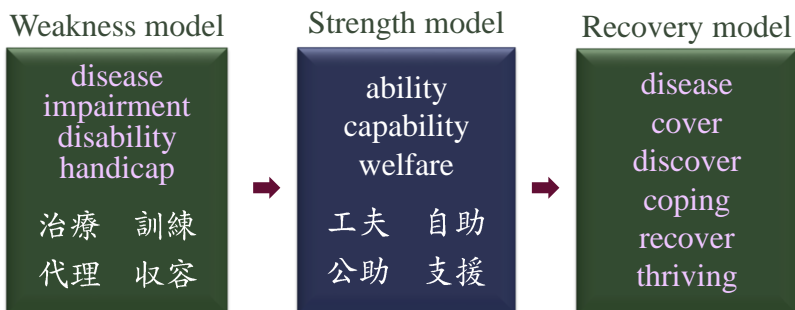 Weakness model
disease
impairment
disability
handicap
治療 訓練
代理 収容
Strength model
ability
capability
welfare
工夫 自助
公助 支援
Recovery model
disease
cover
discover
coping
recover
thriving